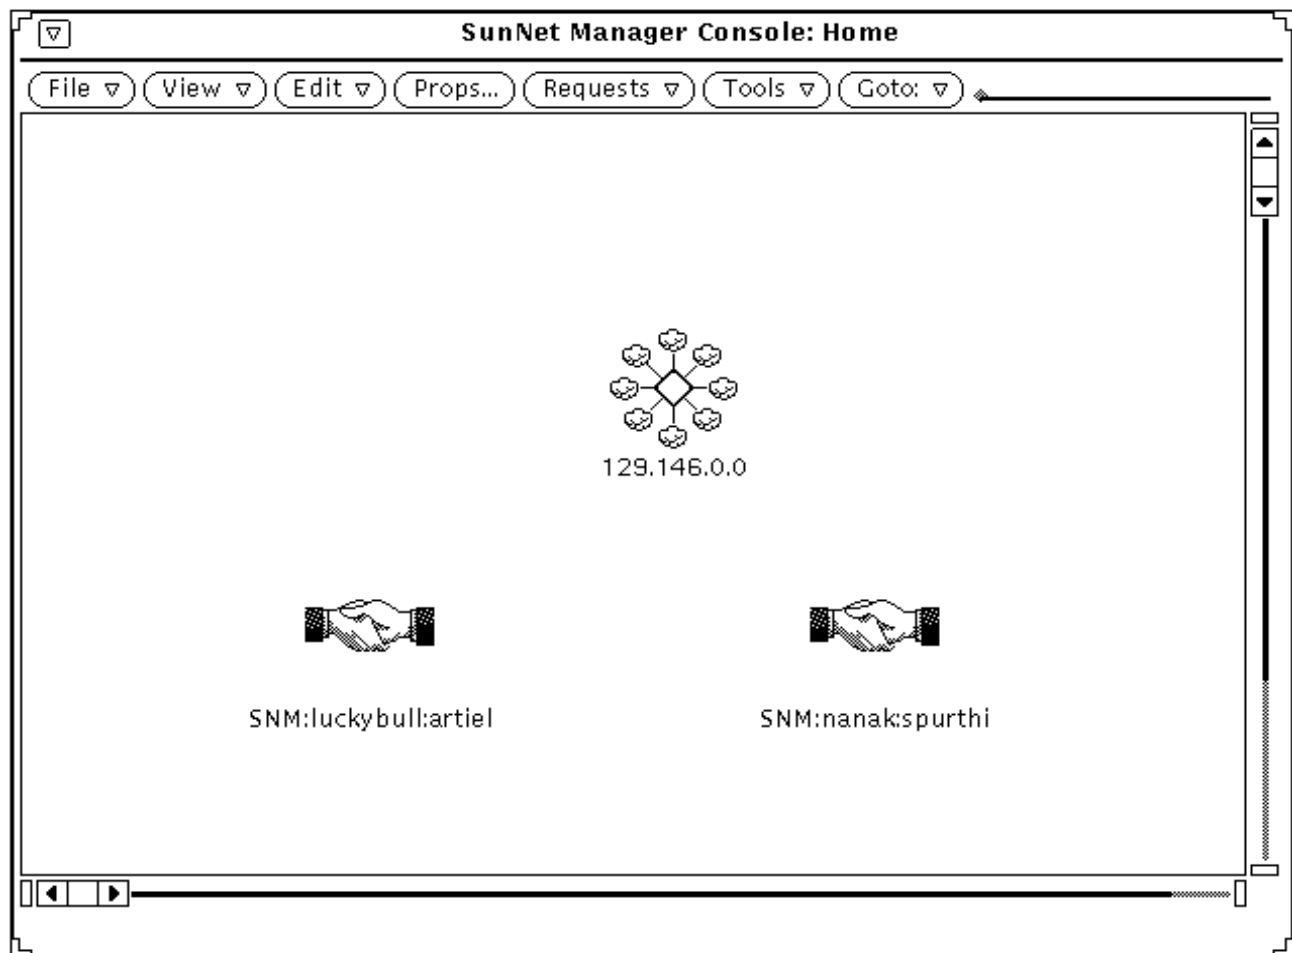 SunNet Manager Console: Home
File View Edit Props... Requests Tools Goto:
129.146.0.0
SNM:luckybull:artiel SNM:nanak:spurthi